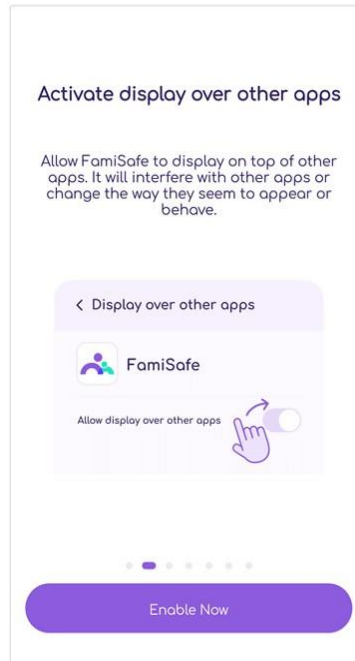 Activate display over other apps
Allow FamiSafe to display on top of other
apps. It will interfere with other apps or
change the way they seem to appear or
behave.
Display over other apps
FamiSafe
Allow display over other apps
Enable Now